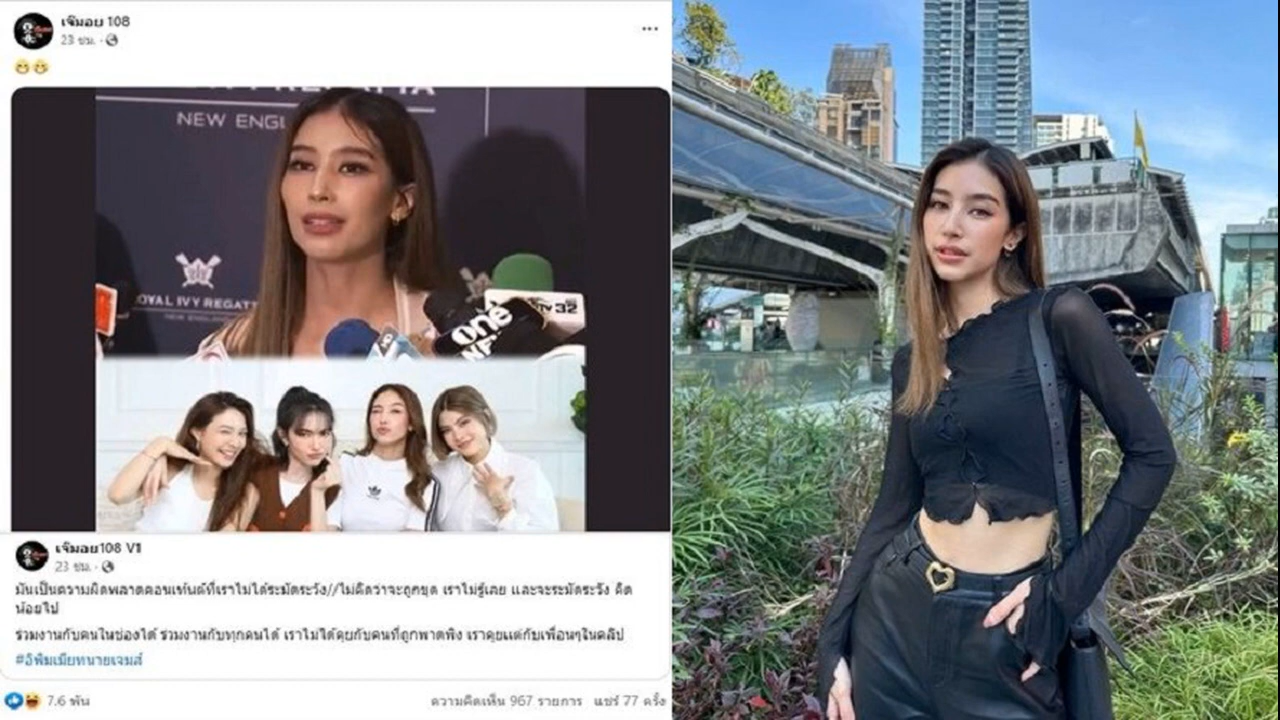 เจ๊มอย 108
23 ชม.
NEW ENGL
ROYAL IVY REGATT
NEW ENGLAND
one
32
เจ๊มอย108 V1
23 ชม.
มันเป็นความผิดพลาดคอนเท้นต์ที่เราไม่ได้ระมัดระวัง//ไม่คิดว่าจะถูกขุด เราไม่รู้เลย และจะระมัดระวัง คิด
น้อยไป
ร่วมงานกับคนในช่องได้ ร่วมงานกับทุกคนได้ เราไม่ได้คุยกับคนที่ถูกพาดพิง เราคุยแต่กับเพื่อนๆในคลิป
#อิพิมเมียทนายเจมส์
7.6 พัน
ความคิดเห็น 967 รายการ แชร์ 77 ครั้ง